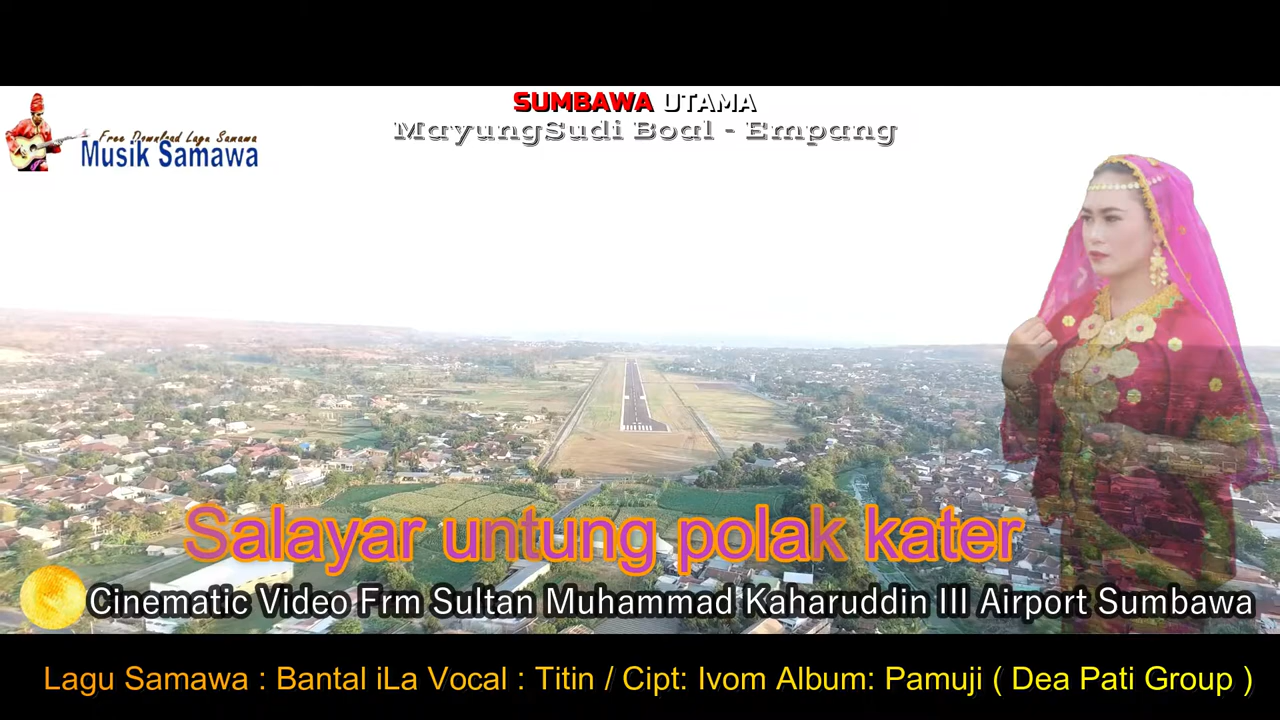 SUMBAWA UTAMA
MayungSudi Boal - Empang
Free Download Lagu Samawa
Musik Samawa
Salayar untung polak kater
Cinematic Video Frm Sultan Muhammad Kaharuddin III Airport Sumbawa
Lagu Samawa : Bantal iLa Vocal : Titin / Cipt: Ivom Album: Pamuji ( Dea Pati Group )